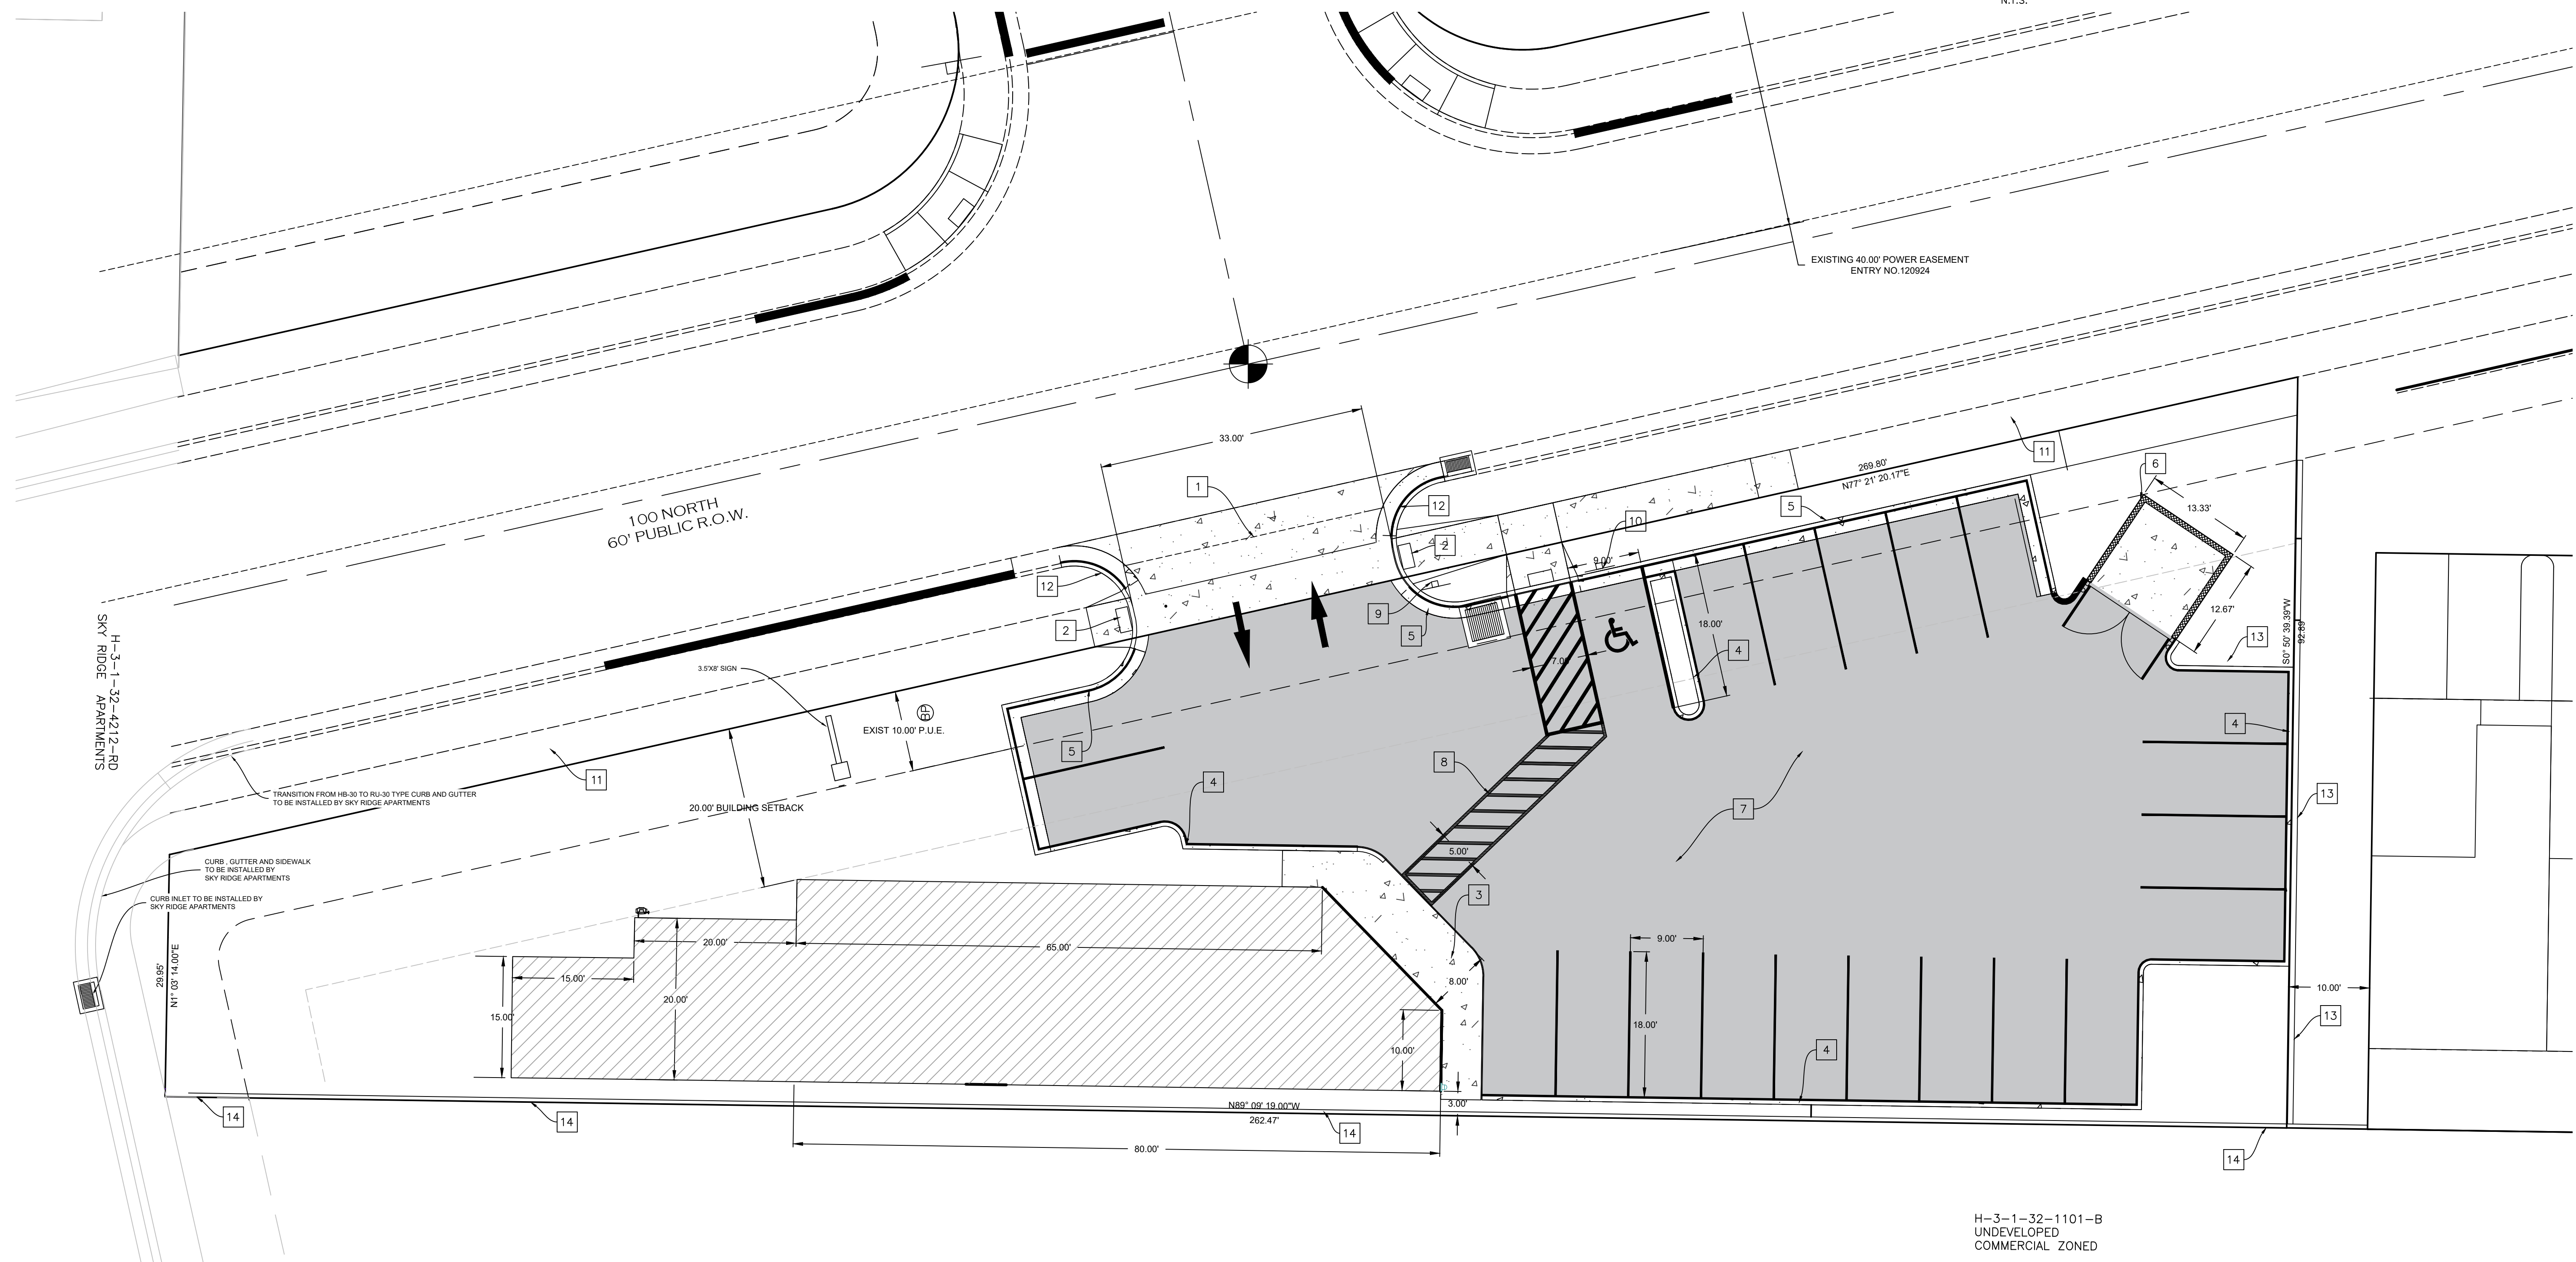 N.T.S.
EXISTING 40.00' POWER EASEMENT
ENTRY NO.120924
33.00'
269.80'
N77° 21' 20.17"E
11
6
13.33'
1
12
5
10
2
9.00'
100 NORTH
60' PUBLIC R.O.W.
12
9
5
12.67'
S0° 50' 39.39"W
92.89'
2
18.00'
13
H-3-1-32-4212-RD
SKY RIDGE APARTMENTS
3.5'X8' SIGN
7.00'
4
BP
EXIST 10.00' P.U.E.
5
4
8
11
4
TRANSITION FROM HB-30 TO RU-30 TYPE CURB AND GUTTER
TO BE INSTALLED BY SKY RIDGE APARTMENTS
20.00' BUILDING SETBACK
7
13
CURB , GUTTER AND SIDEWALK
TO BE INSTALLED BY
SKY RIDGE APARTMENTS
5.00'
CURB INLET TO BE INSTALLED BY
SKY RIDGE APARTMENTS
3
29.95'
N1° 03' 14.00"E
20.00'
65.00'
9.00'
15.00'
8.00'
10.00'
20.00'
15.00'
18.00'
13
10.00'
4
14
14
N89° 09' 19.00"W
262.47'
3.00'
14
80.00'
14
H-3-1-32-1101-B
UNDEVELOPED
COMMERCIAL ZONED